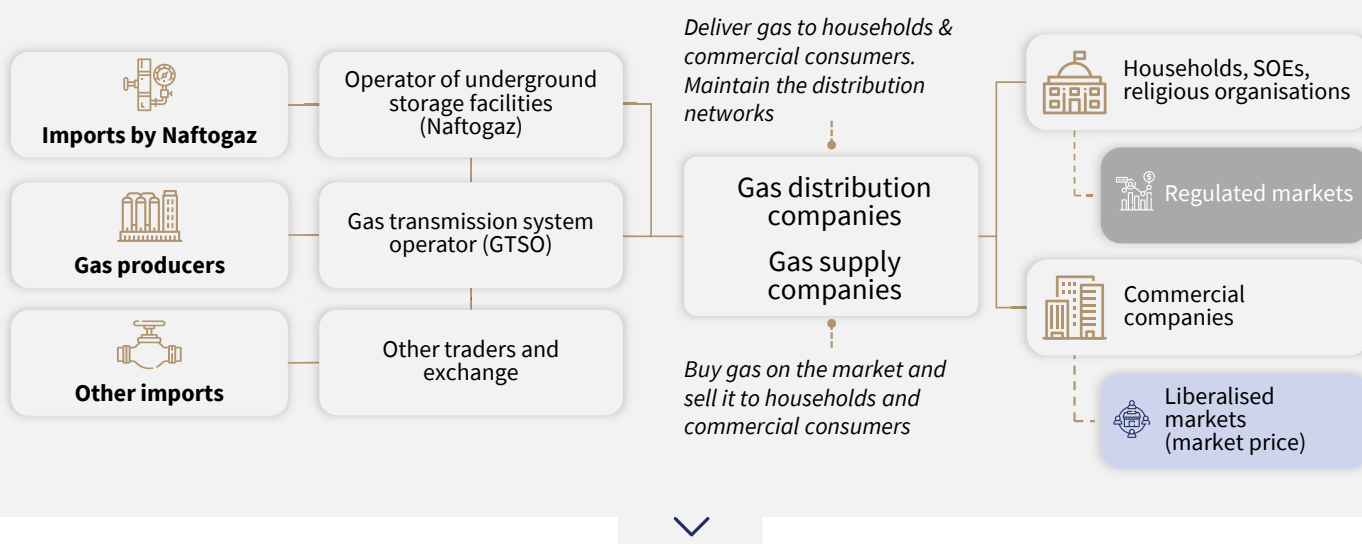 Imports by Naftogaz
Gas producers
Other imports
Operator of underground
storage facilities
(Naftogaz)
Gas transmission system
operator (GTSO)
Other traders and
exchange
Deliver gas to households &
commercial consumers.
Maintain the distribution
networks
Gas distribution
companies
Gas supply
companies
Buy gas on the market and
sell it to households and
commercial consumers
Households, SOEs,
religious organisations
Regulated markets
Commercial
companies
Liberalised
markets
(market price)